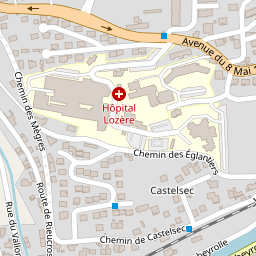 Avenue du 8 Mai 1
Hôpital
Lozère
Chemin des Mègres
Chemin des Églantiers
Castelsec
Route de Rieucros
Rue du Vallon
Chemin de Castelsec